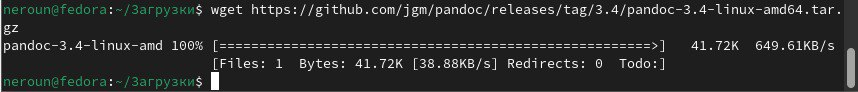 neroun@fedora:~/Загрузки$ wget https://github.com/jgm/pandoc/releases/tag/3.4/pandoc-3.4-linux-amd64.tar.
gz
pandoc-3.4-linux-amd 100% [======================================================>]   41.72K  649.61KB/s
                          [Files: 1  Bytes: 41.72K [38.88KB/s] Redirects: 0  Todo:]
neroun@fedora:~/Загрузки$